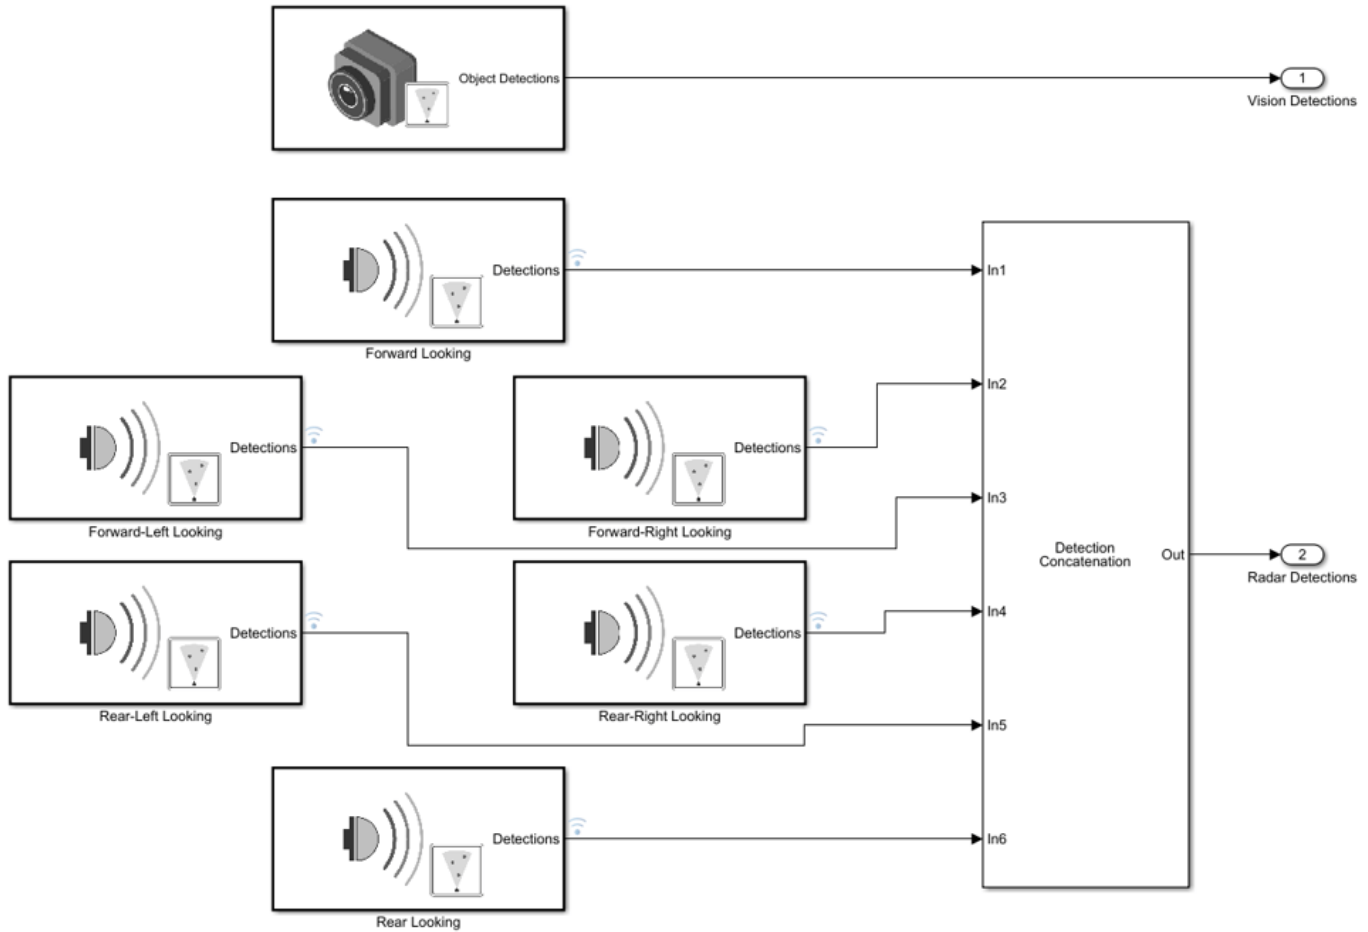 Object Detections
1
Vision Detections
Detections
In1
Forward Looking
In2
Detections
Detections
In3
Forward-Left Looking
Forward-Right Looking
Detection
Concatenation
Out
2
Radar Detections
In4
Detections
Detections
Rear-Left Looking
Rear-Right Looking
In5
Detections
In6
Rear Looking